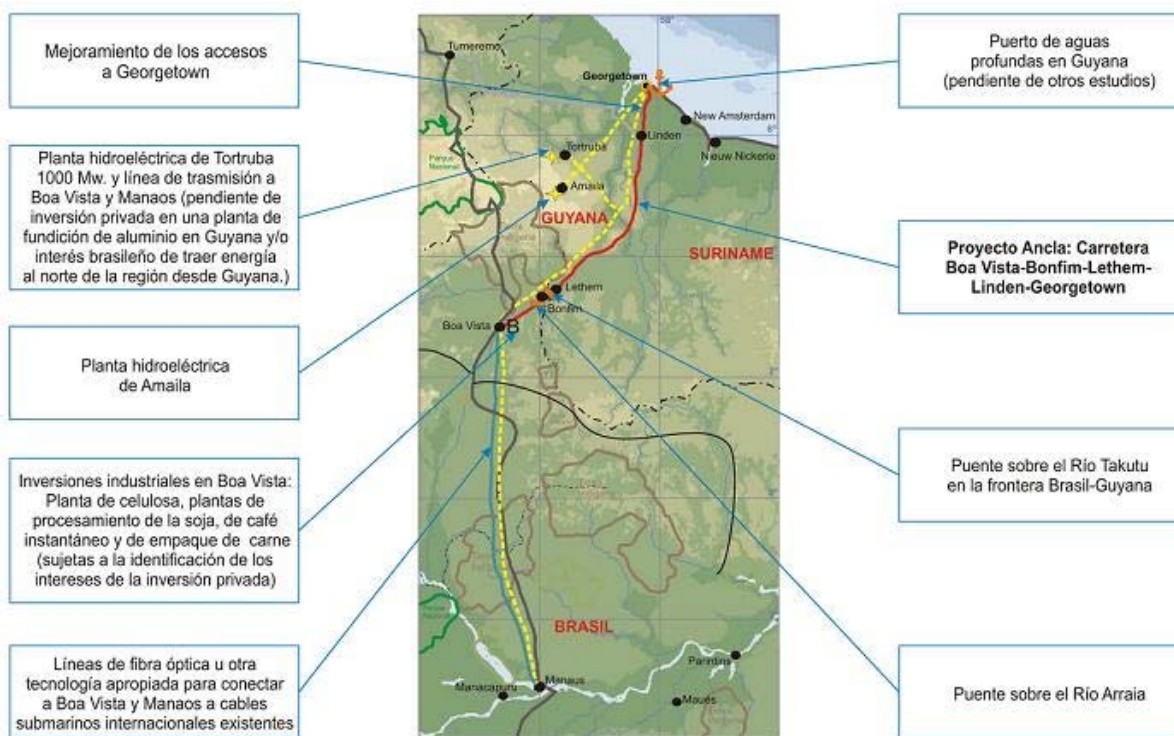 Mejoramiento de los accesos
a Georgetown
Planta hidroeléctrica de Tortruba
1000 Mw. y línea de trasmisión a
Boa Vista y Manaos (pendiente de
inversión privada en una planta de
fundición de aluminio en Guyana y/o
interés brasileño de traer energía
al norte de la región desde Guyana.)
Planta hidroeléctrica
de Amaila
Inversiones industriales en Boa Vista:
Planta de celulosa, plantas de
procesamiento de la soja, de café
instantáneo y de empaque de carne
(sujetas a la identificación de los
intereses de la inversión privada)
Líneas de fibra óptica u otra
tecnología apropiada para conectar
a Boa Vista y Manaos a cables
submarinos internacionales existentes
Tumeremo
Georgetown
New Amsterdam
Linden
Nieuw Nickerie
Tortruba
Parque
Nacional
Amaila
GUYANA
SURINAME
Lethem
Bonfim
Boa Vista
B
BRASIL
Parintins
Manaus
Manacapuru
Maués
Puerto de aguas
profundas en Guyana
(pendiente de otros estudios)
Proyecto Ancla: Carretera
Boa Vista-Bonfim-Lethem-
Linden-Georgetown
Puente sobre el Río Takutu
en la frontera Brasil-Guyana
Puente sobre el Río Arraia